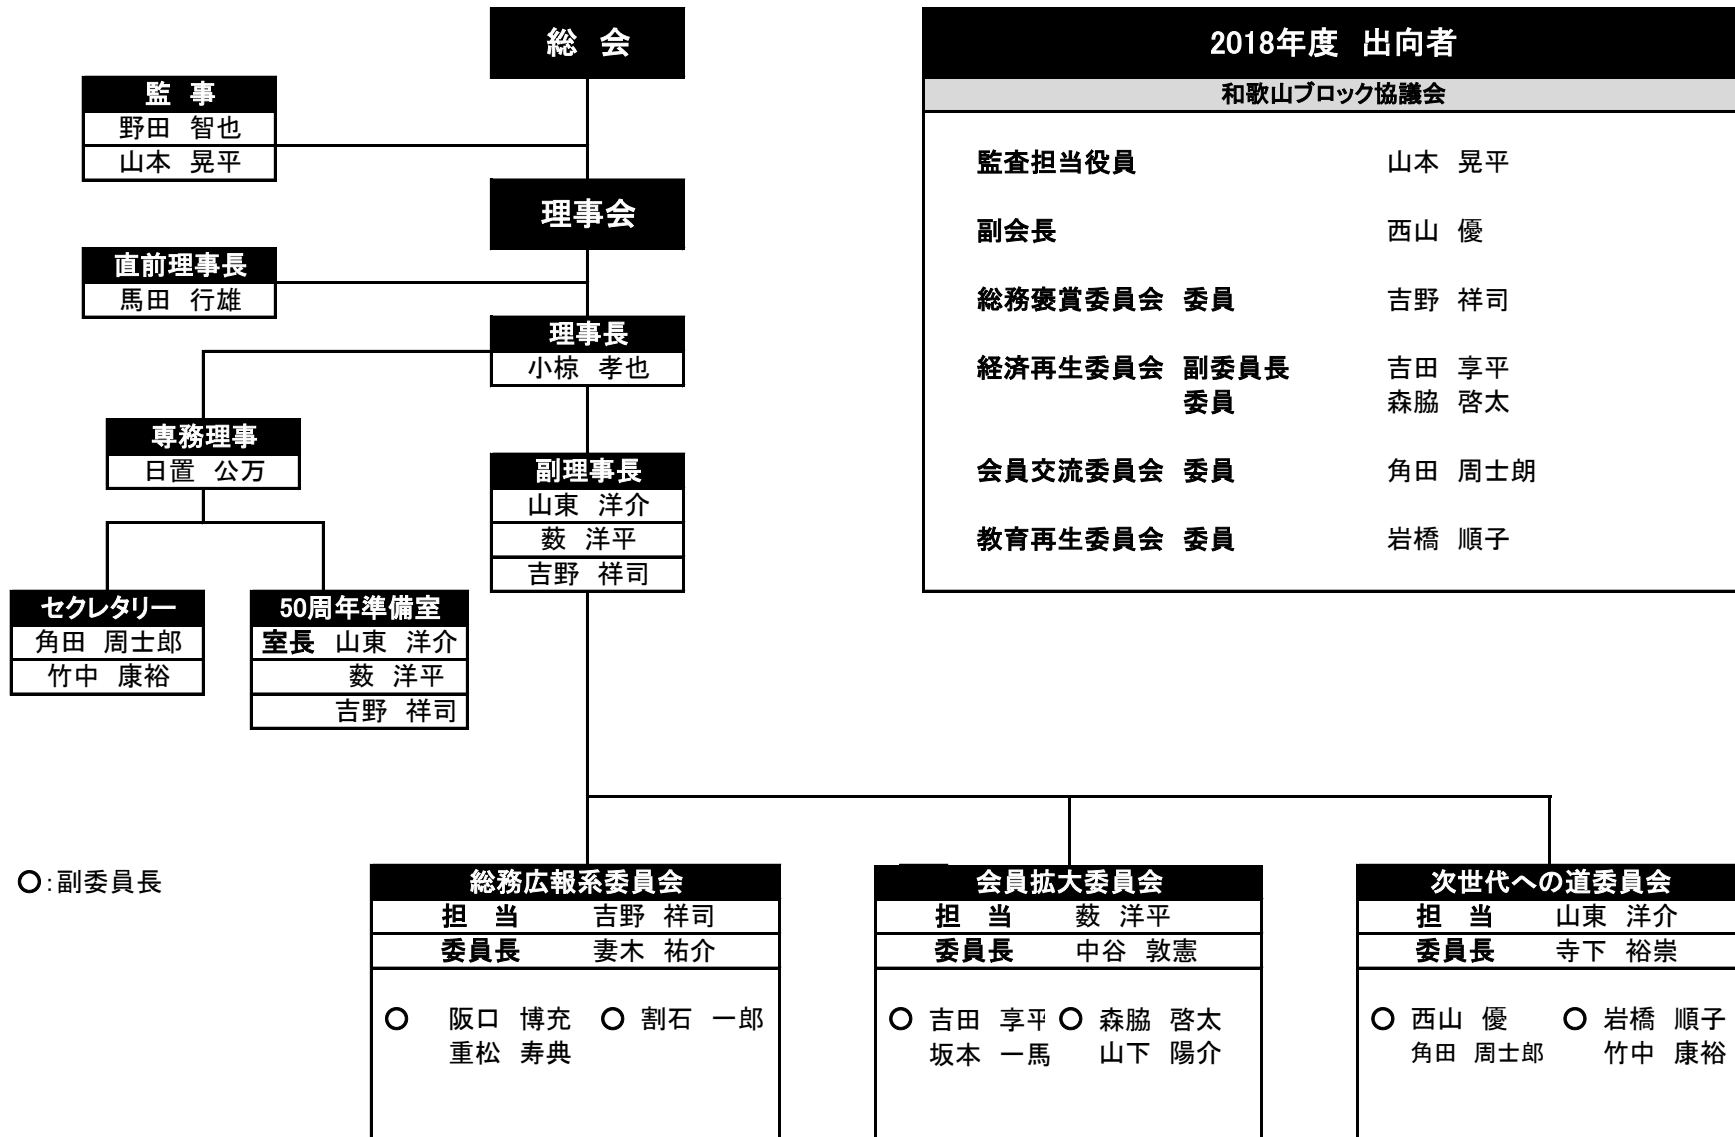 総 会
監 事
野田 智也
山本 晃平
理事会
直前理事長
馬田 行雄
理事長
小椋 孝也
専務理事
日置 公万
副理事長
山東 洋介
薮 洋平
吉野 祥司
セクレタリー
角田 周士郎
竹中 康裕
50周年準備室
室長 山東 洋介
薮 洋平
吉野 祥司
2018年度 出向者
和歌山ブロック協議会
監査担当役員 山本 晃平
副会長 西山 優
総務褒賞委員会 委員 吉野 祥司
経済再生委員会 副委員長 吉田 享平
委員 森脇 啓太
会員交流委員会 委員 角田 周士朗
教育再生委員会 委員 岩橋 順子
○:副委員長
総務広報系委員会
担 当 吉野 祥司
委員長 妻木 祐介
○ 阪口 博充 ○ 割石 一郎
重松 寿典
会員拡大委員会
担 当 薮 洋平
委員長 中谷 敦憲
○ 吉田 享平 ○ 森脇 啓太
坂本 一馬 山下 陽介
次世代への道委員会
担 当 山東 洋介
委員長 寺下 裕崇
○ 西山 優 ○ 岩橋 順子
角田 周士郎 竹中 康裕